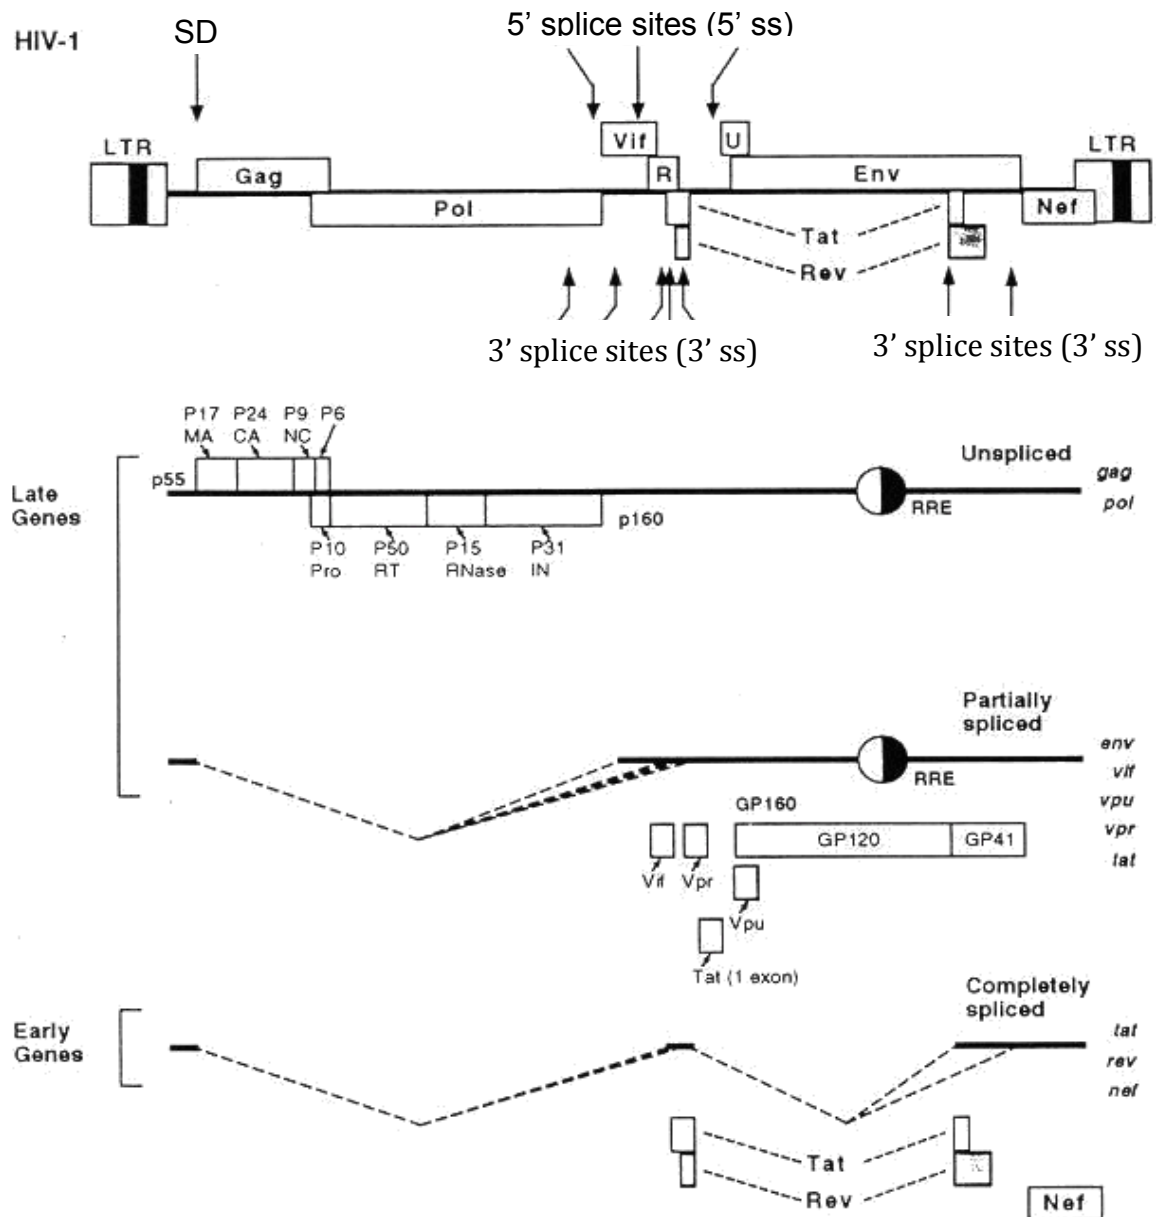 HIV-1
SD
5’ splice sites (5’ ss)
LTR
Gag
Pol
Vif
R
U
Env
LTR
Nef
Tat
Rev
3’ splice sites (3’ ss)
3’ splice sites (3’ ss)
Late
Genes
P17
MA
P24
CA
P9
NC
P6
p55
Unspliced
gag
pol
RRE
p160
P10
Pro
P50
RT
P15
RNase
P31
IN
Partially
spliced
env
vif
vpu
vpr
tat
RRE
GP160
GP120
GP41
Vif
Vpr
Vpu
Tat (1 exon)
Early
Genes
Completely
spliced
tat
rev
nef
Tat
Rev
Nef